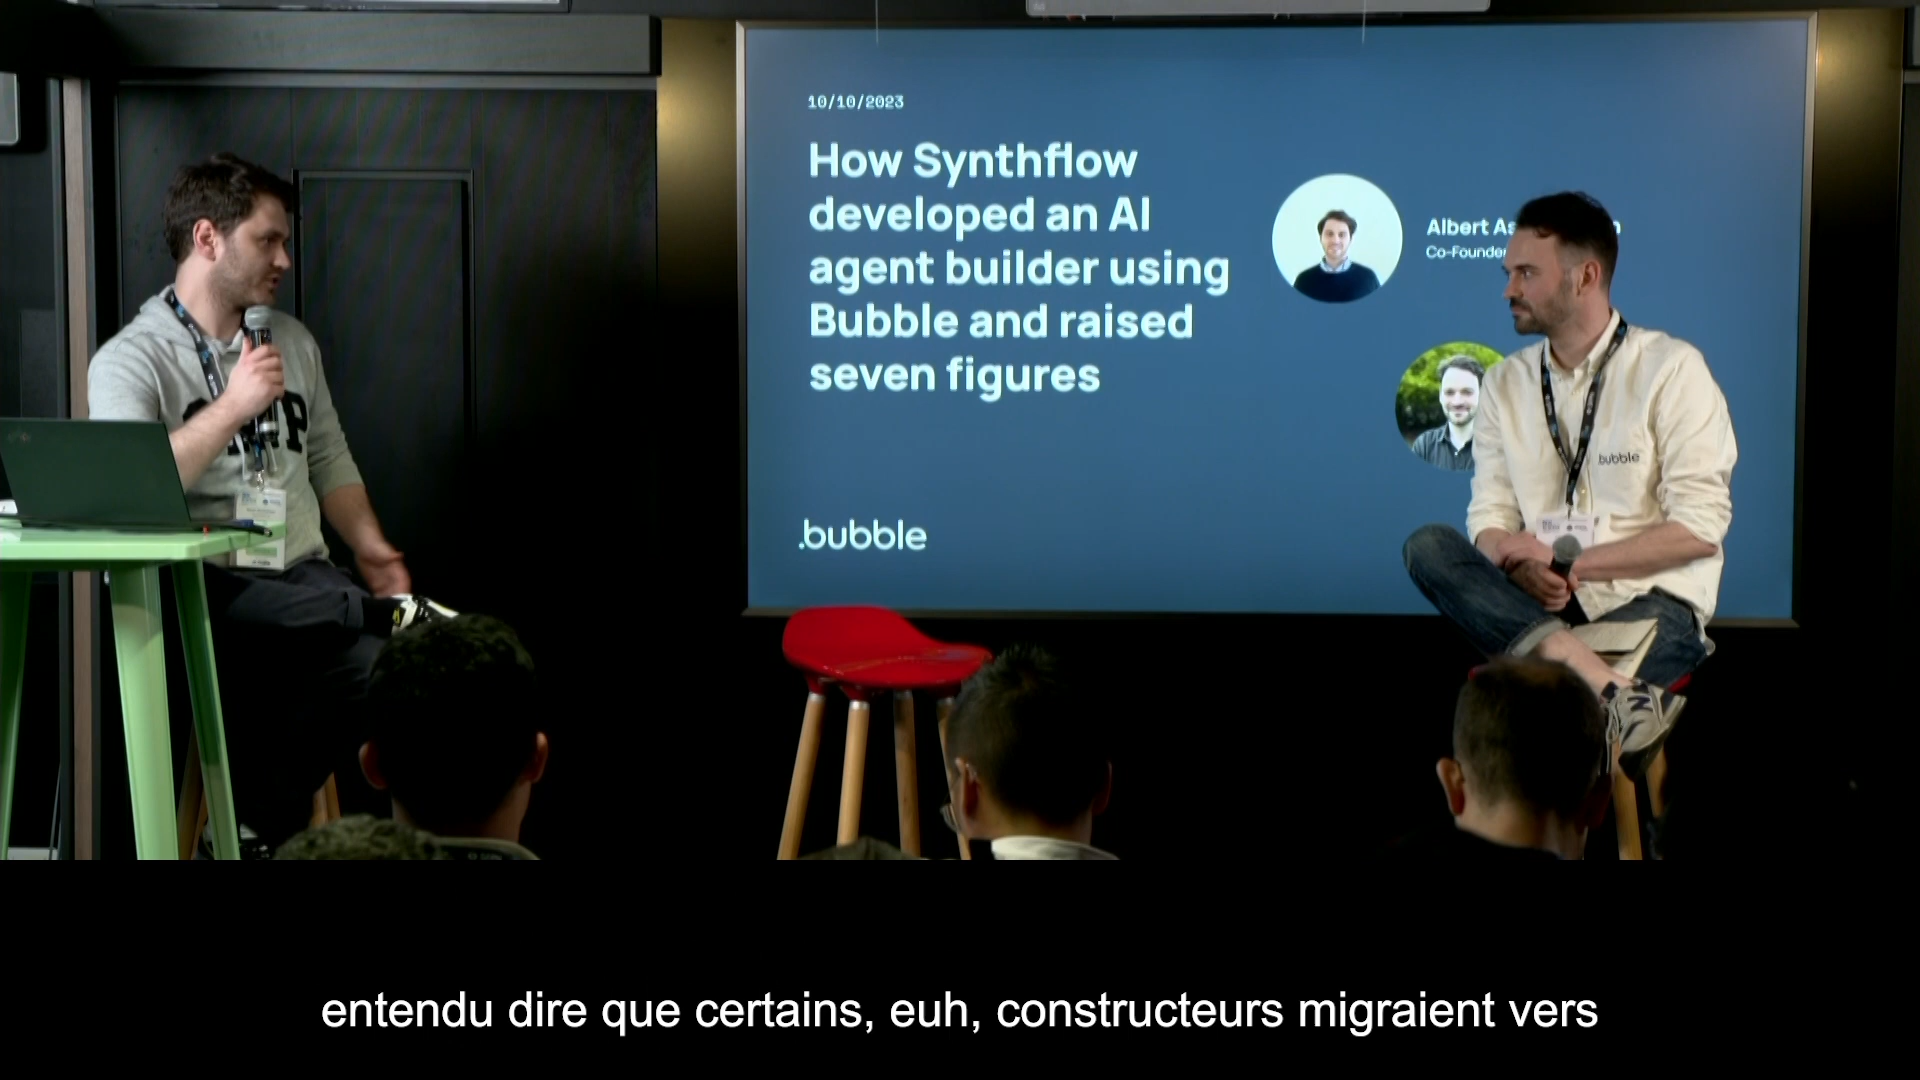 10/10/2023
How Synthflow
developed an AI
agent builder using
Bubble and raised
seven figures
Albert
Co-Founder
.bubble
.bubble
entendu dire que certains, euh, constructeurs migraient vers